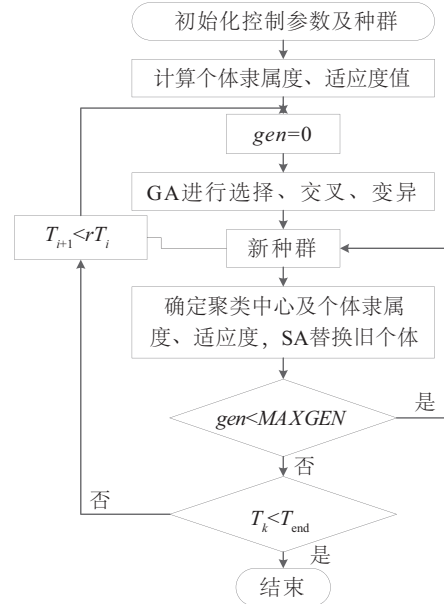 初始化控制参数及种群
计算个体隶属度、适应度值
gen=0
GA进行选择、交叉、变异
T_{i+1}<rT_i
新种群
确定聚类中心及个体隶属
度、适应度，SA替换旧个体
gen<MAXGEN
是
否
否
T_k<T_{end}
是
结束